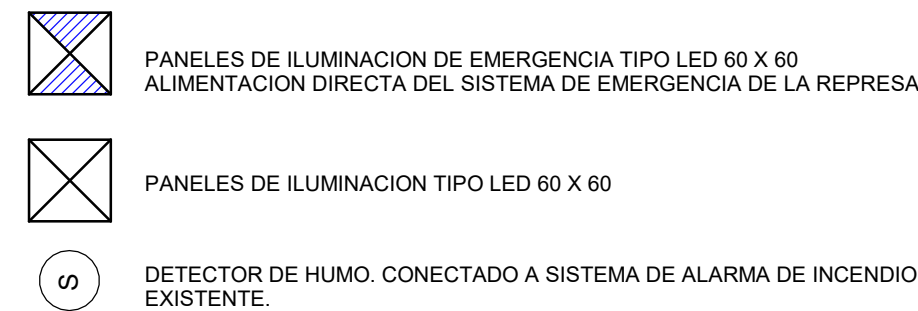 PANELES DE ILUMINACION DE EMERGENCIA TIPO LED 60 X 60
ALIMENTACION DIRECTA DEL SISTEMA DE EMERGENCIA DE LA REPRESA
PANELES DE ILUMINACION TIPO LED 60 X 60
S
DETECTOR DE HUMO. CONECTADO A SISTEMA DE ALARMA DE INCENDIO
EXISTENTE.